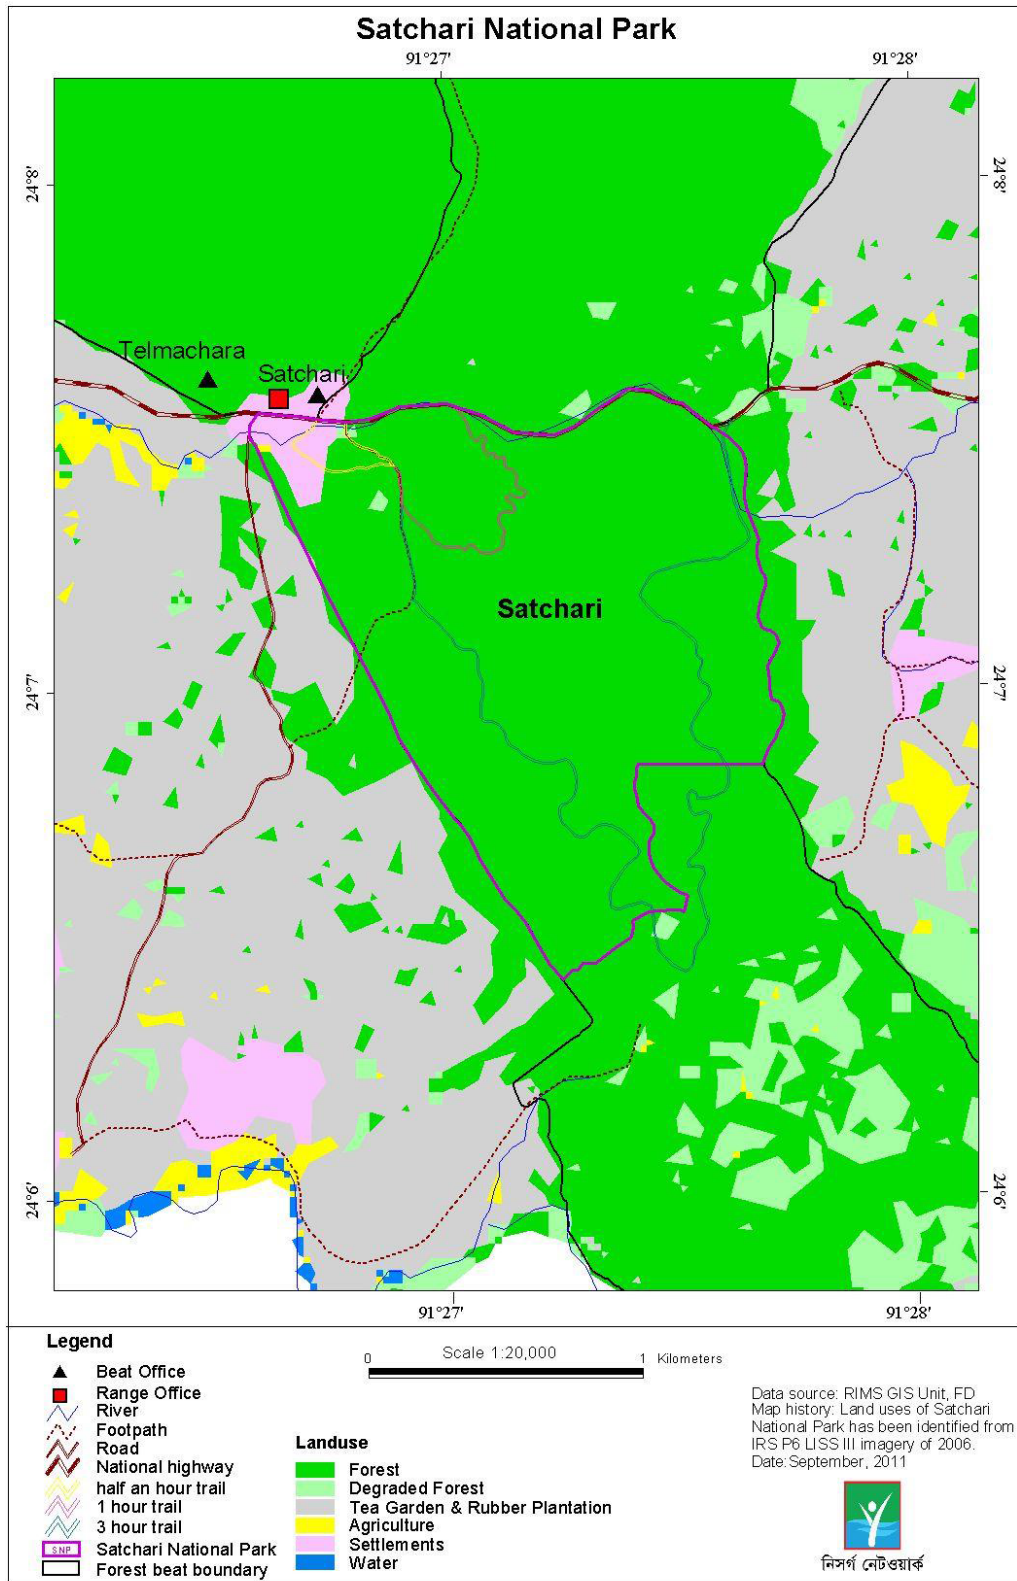 Satchari National Park
91°27'
91°28'
24°8'
24°8'
Telmachara
Satchari
Satchari
24°7'
24°7'
24°6'
24°6'
91°27'
91°28'
Legend
Beat Office
Range Office
River
Footpath
Road
National highway
half an hour trail
1 hour trail
3 hour trail
SNP Satchari National Park
Forest beat boundary
0 Scale 1:20,000 1 Kilometers
Landuse
Forest
Degraded Forest
Tea Garden & Rubber Plantation
Agriculture
Settlements
Water
Data source: RIMS GIS Unit, FD
Map history: Land uses of Satchari
National Park has been identified from
IRS P6 LISS III imagery of 2006.
Date:September, 2011
নিসর্গ নেটওয়ার্ক